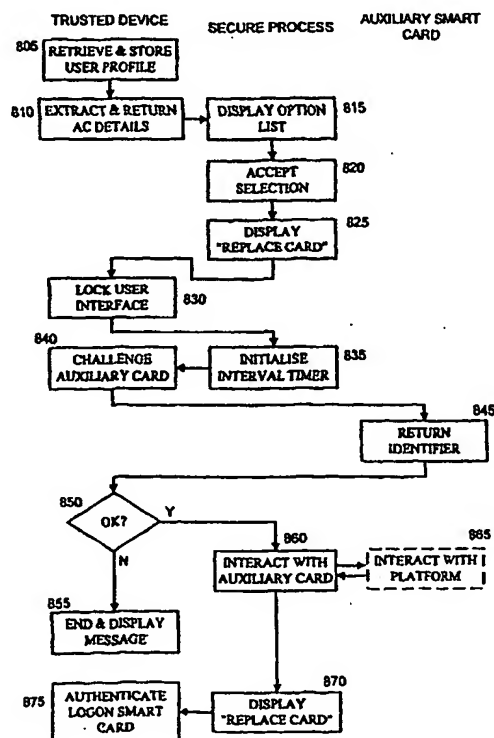 TRUSTED DEVICE
SECURE PROCESS
AUXILIARY SMART
CARD
805
RETRIEVE & STORE
USER PROFILE
810
EXTRACT & RETURN
AC DETAILS
DISPLAY OPTION
LIST
815
ACCEPT
SELECTION
820
DISPLAY
"REPLACE CARD"
825
LOCK USER
INTERFACE
830
840
CHALLENGE
AUXILIARY CARD
INITIALISE
INTERVAL TIMER
835
845
RETURN
IDENTIFIER
850
OK?
Y
N
860
INTERACT WITH
AUXILIARY CARD
865
INTERACT WITH
PLATFORM
855
END & DISPLAY
MESSAGE
870
DISPLAY
"REPLACE CARD"
875
AUTHENTICATE
LOGON SMART
CARD